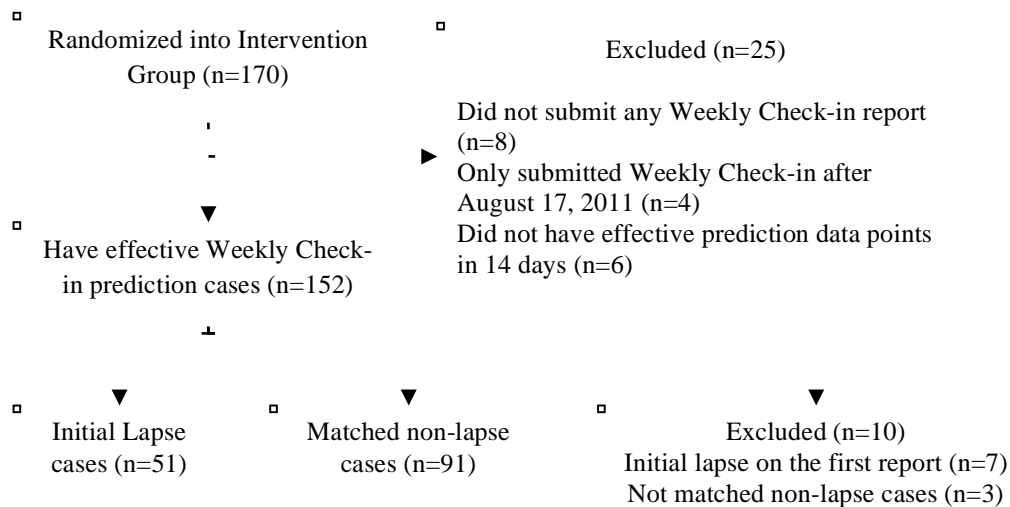 Randomized into Intervention
Group (n=170)
Excluded (n=25)
Did not submit any Weekly Check-in report
(n=8)
Only submitted Weekly Check-in after
August 17, 2011 (n=4)
Did not have effective prediction data points
in 14 days (n=6)
Have effective Weekly Check-
in prediction cases (n=152)
Initial Lapse
cases (n=51)
Matched non-lapse
cases (n=91)
Excluded (n=10)
Initial lapse on the first report (n=7)
Not matched non-lapse cases (n=3)